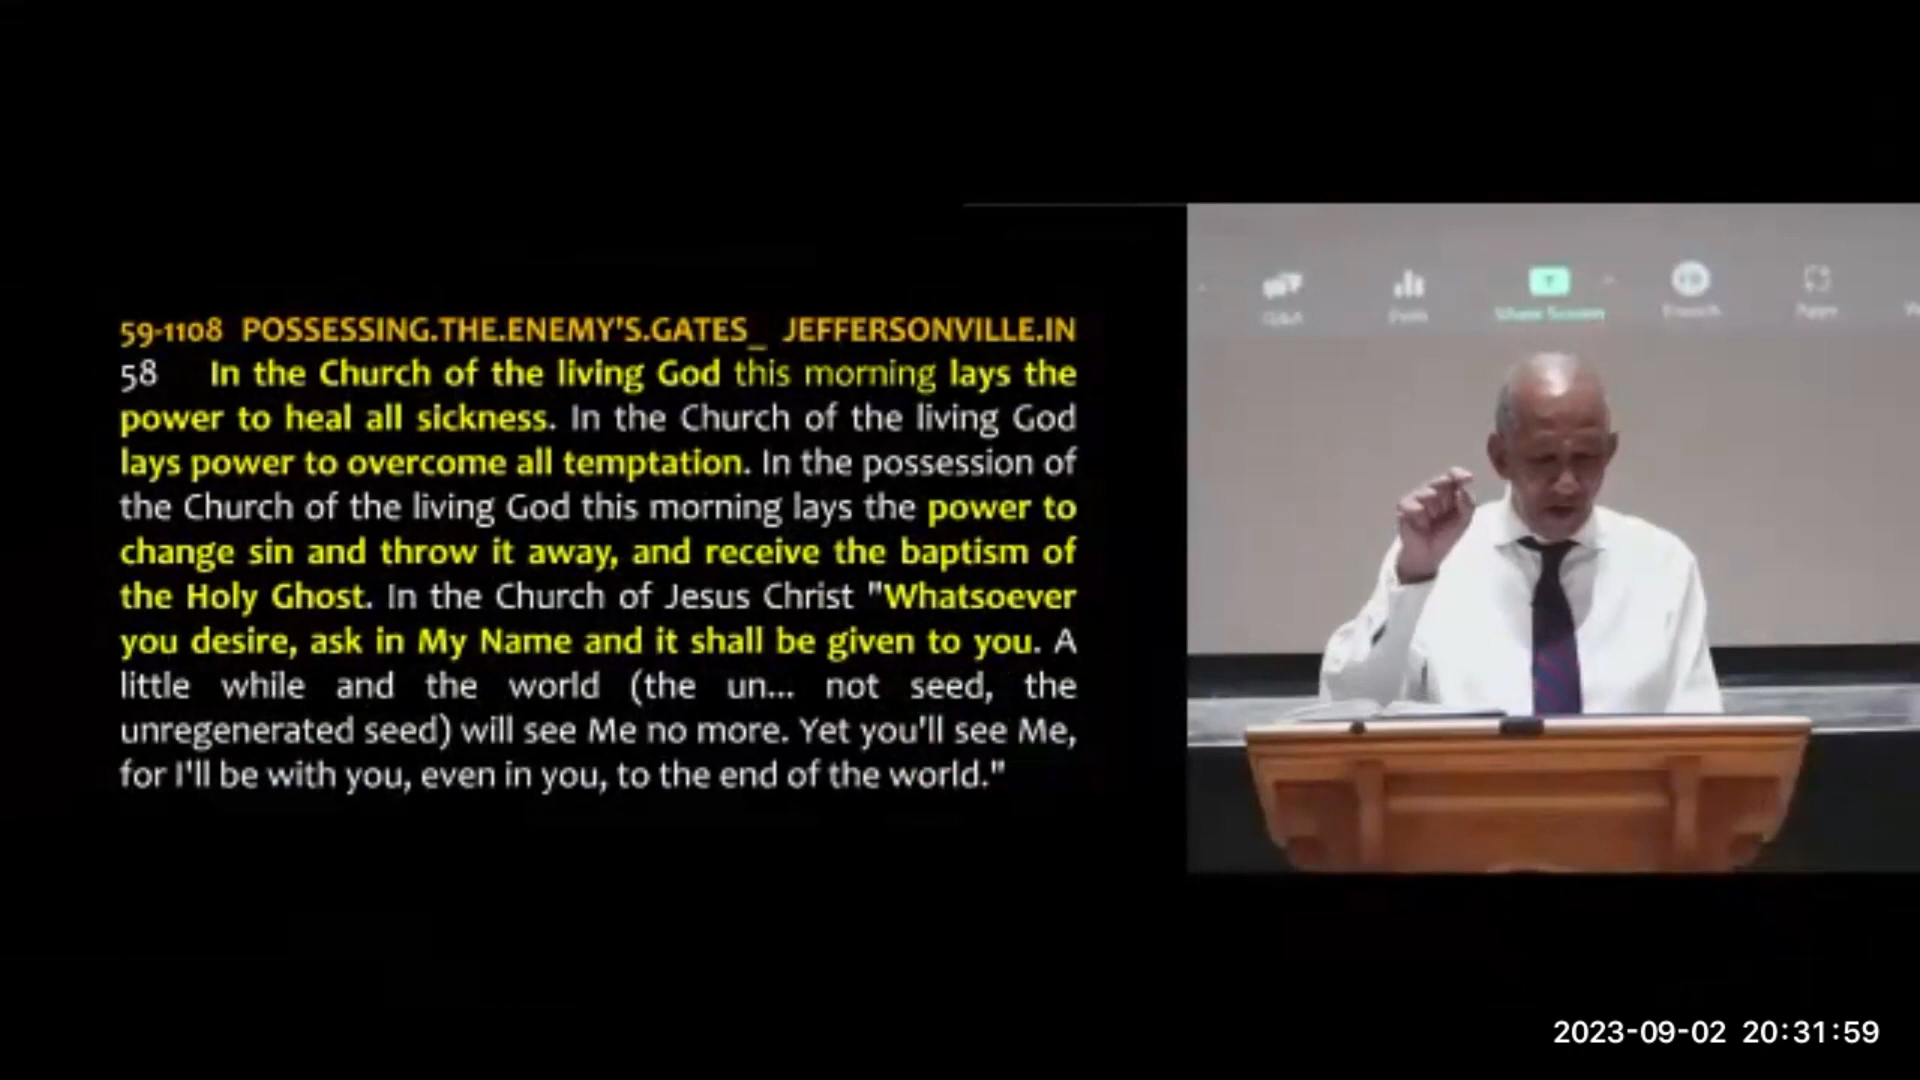 59-1108 POSSESSING.THE.ENEMY'S.GATES_ JEFFERSONVILLE.IN
58 In the Church of the living God this morning lays the
power to heal all sickness. In the Church of the living God
lays power to overcome all temptation. In the possession of
the Church of the living God this morning lays the power to
change sin and throw it away, and receive the baptism of
the Holy Ghost. In the Church of Jesus Christ "Whatsoever
you desire, ask in My Name and it shall be given to you. A
little while and the world (the un... not seed, the
unregenerated seed) will see Me no more. Yet you'll see Me,
for I'll be with you, even in you, to the end of the world."
Q&A Share Screen Apps
2023-09-02 20:31:59